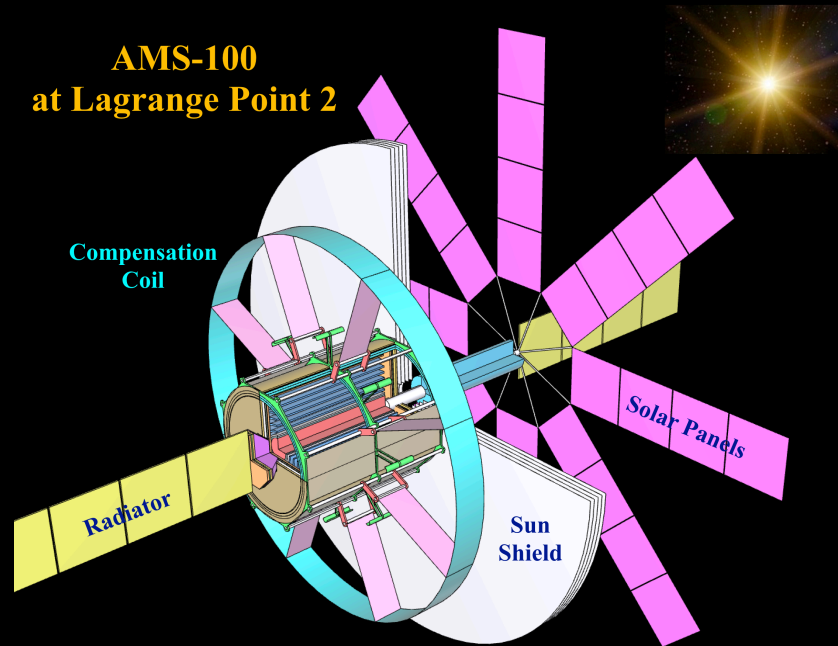 AMS-100
at Lagrange Point 2
Compensation
Coil
Solar Panels
Radiator
Sun
Shield